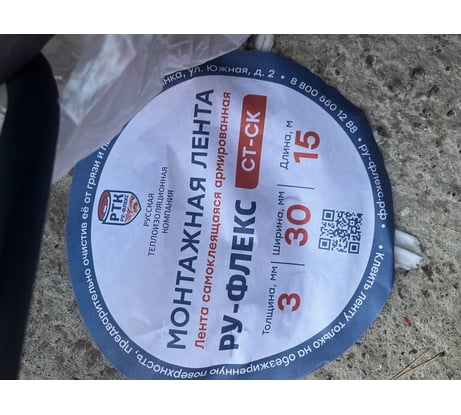 РТК
РУССКАЯ
ТЕПЛОИЗОЛЯЦИОННАЯ
КОМПАНИЯ
МОНТАЖНАЯ ЛЕНТА
Лента самоклеящаяся армированная
РУ-ФЛЕКС СТ-СК
Толщина, мм Ширина, мм Длина, м
3 30 15
ул. Южная, д. 2 • 8 800 550 12 88 • ру-флекс.рф •
• Клеить ленту только на обезжиренную поверхность, предварительно очистив её от грязи и